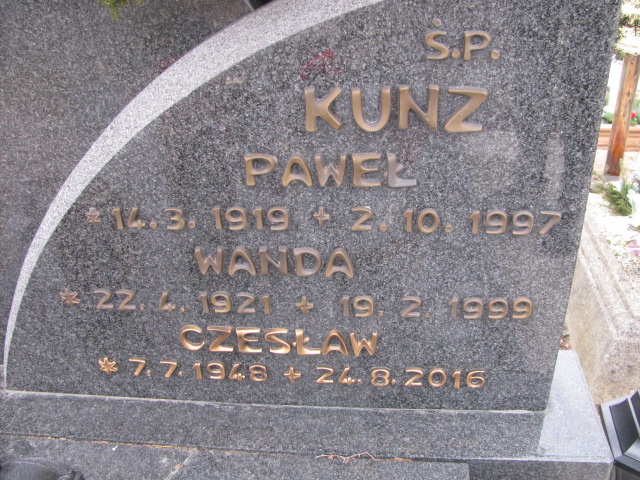 Ś.P.
KUNZ
PAWEŁ
* 14. 3. 1919 + 2. 10. 1997
WANDA
* 22. 4. 1921 + 19. 2. 1999
CZESŁAW
* 7. 7. 1948 + 24. 8. 2016